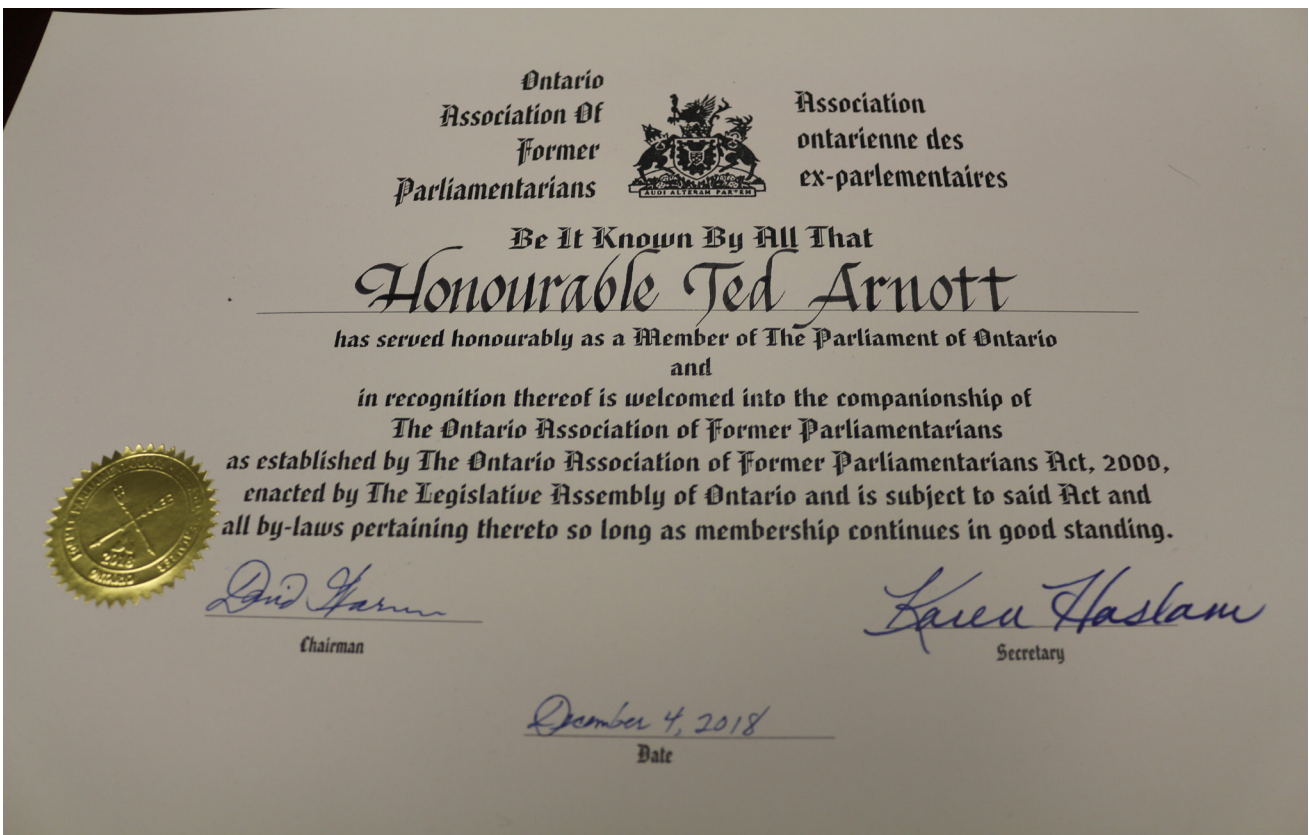 Ontario
Association Of
Former
Parliamentarians
AUDI ALTERAM PARTEM
Association
ontarienne des
ex-parlementaires
Be It Known By All That
Honourable Ted Arnott
has served honourably as a Member of The Parliament of Ontario
and
in recognition thereof is welcomed into the companionship of
The Ontario Association of Former Parliamentarians
as established by The Ontario Association of Former Parliamentarians Act, 2000,
enacted by The Legislative Assembly of Ontario and is subject to said Act and
all by-laws pertaining thereto so long as membership continues in good standing.
2018
ONTARIO
David Warner
Chairman
Karen Haslam
Secretary
December 4, 2018
Date